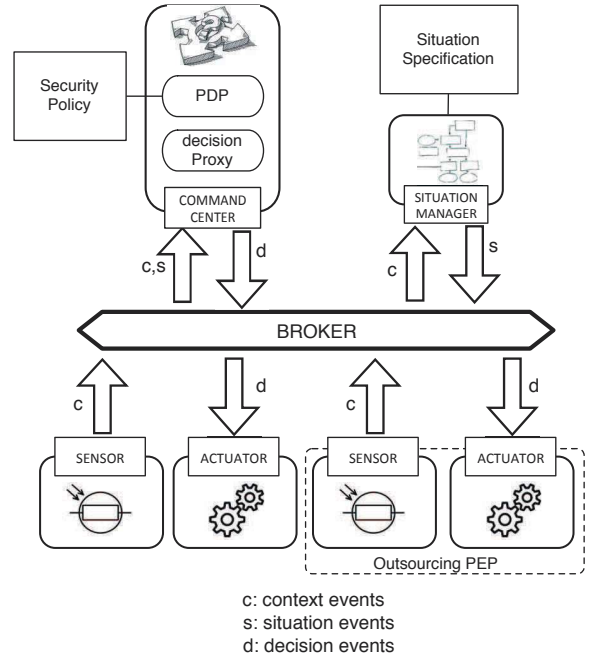 Security
Policy
PDP
decision
Proxy
COMMAND
CENTER
Situation
Specification
SITUATION
MANAGER
c,s
d
c
s
BROKER
c
d
c
d
SENSOR
ACTUATOR
SENSOR
ACTUATOR
Outsourcing PEP
c: context events
s: situation events
d: decision events